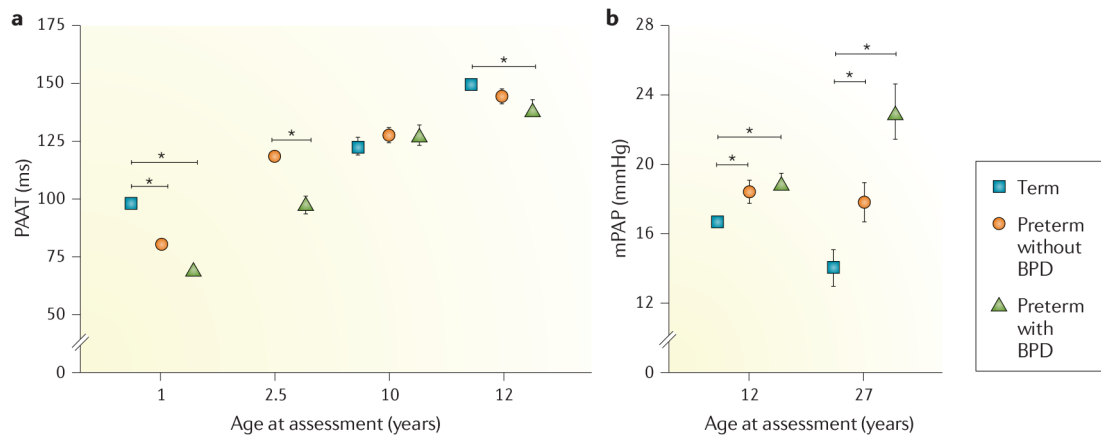 a
175
150
125
100
75
50
0
PAAT (ms)
*
*
*
*
1
2.5
10
12
Age at assessment (years)
b
28
24
20
16
12
0
mPAP (mmHg)
*
*
*
*
12
27
Age at assessment (years)
Term
Preterm
without
BPD
Preterm
with
BPD